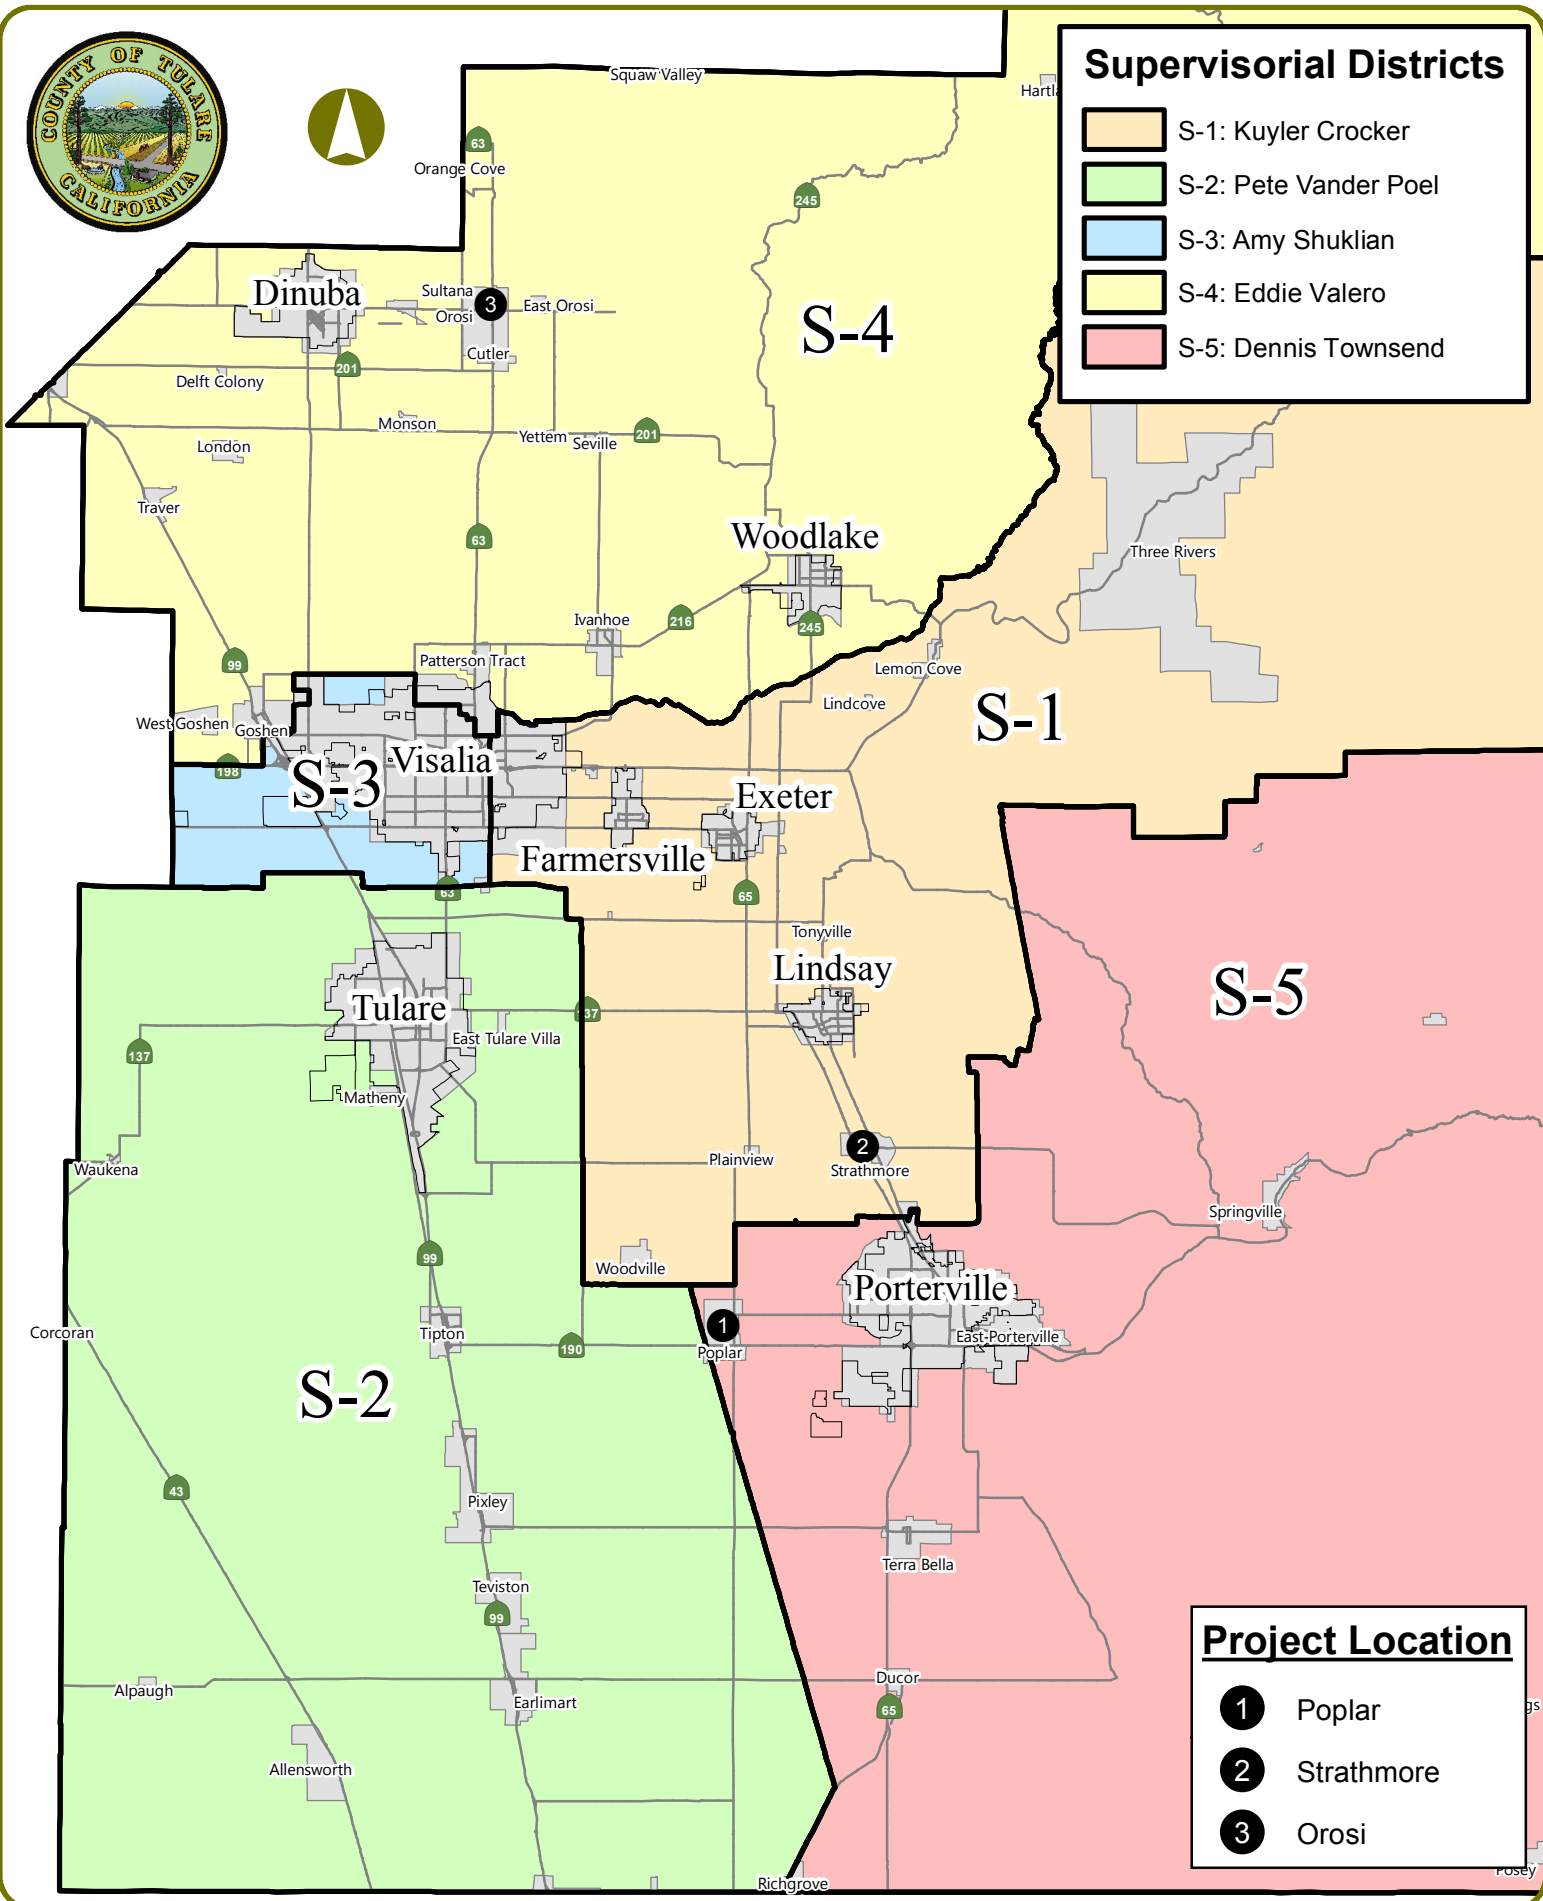 COUNTY OF TULARE
CALIFORNIA
Supervisorial Districts
S-1: Kuyler Crocker
S-2: Pete Vander Poel
S-3: Amy Shuklian
S-4: Eddie Valero
S-5: Dennis Townsend
Squaw Valley
63
Orange Cove
245
Dinuba
Sultana
3
East Orosi
Orosi
S-4
Cutler
201
Delft Colony
Monson
Yettem
Seville
201
London
Traver
63
Woodlake
Three Rivers
Ivanhoe
216
245
99
Patterson Tract
Lemon Cove
Lindcove
S-1
West Goshen
Goshen
198
S-3
Visalia
Exeter
Farmersville
63
65
Tonyville
Lindsay
S-5
Tulare
137
East Tulare Villa
137
Matheny
Waukena
Plainview
2
Strathmore
Springville
99
Woodville
Porterville
1
Corcoran
Tipton
190
Poplar
East Porterville
S-2
43
Pixley
Terra Bella
Teviston
99
Ducor
65
Alpaugh
Earlimart
Allensworth
Richgrove
Posey
Project Location
1 Poplar
2 Strathmore
3 Orosi